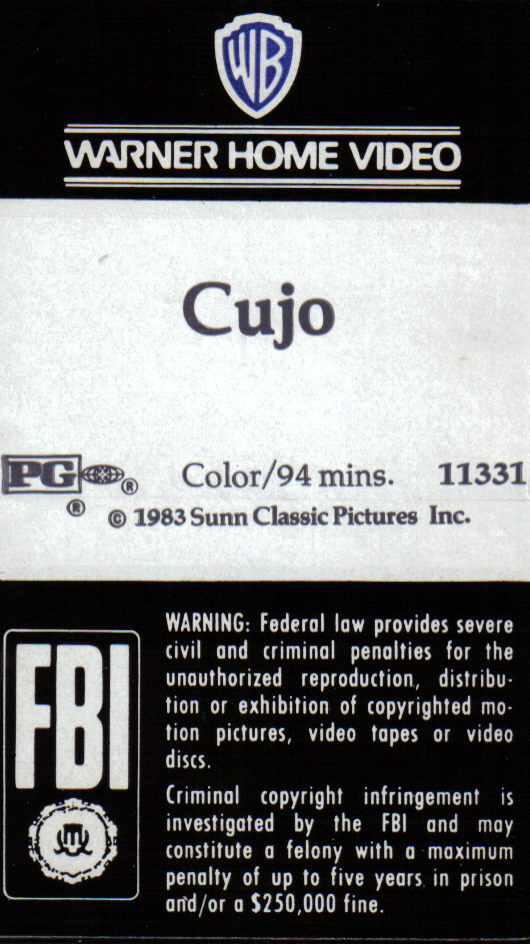 WB
WARNER HOME VIDEO
Cujo
PG ® Color/94 mins. 11331
® © 1983 Sunn Classic Pictures Inc.
FBI
WARNING: Federal law provides severe
civil and criminal penalties for the
unauthorized reproduction, distribu-
tion or exhibition of copyrighted mo-
tion pictures, video tapes or video
discs.
Criminal copyright infringement is
investigated by the FBI and may
constitute a felony with a maximum
penalty of up to five years in prison
and/or a $250,000 fine.